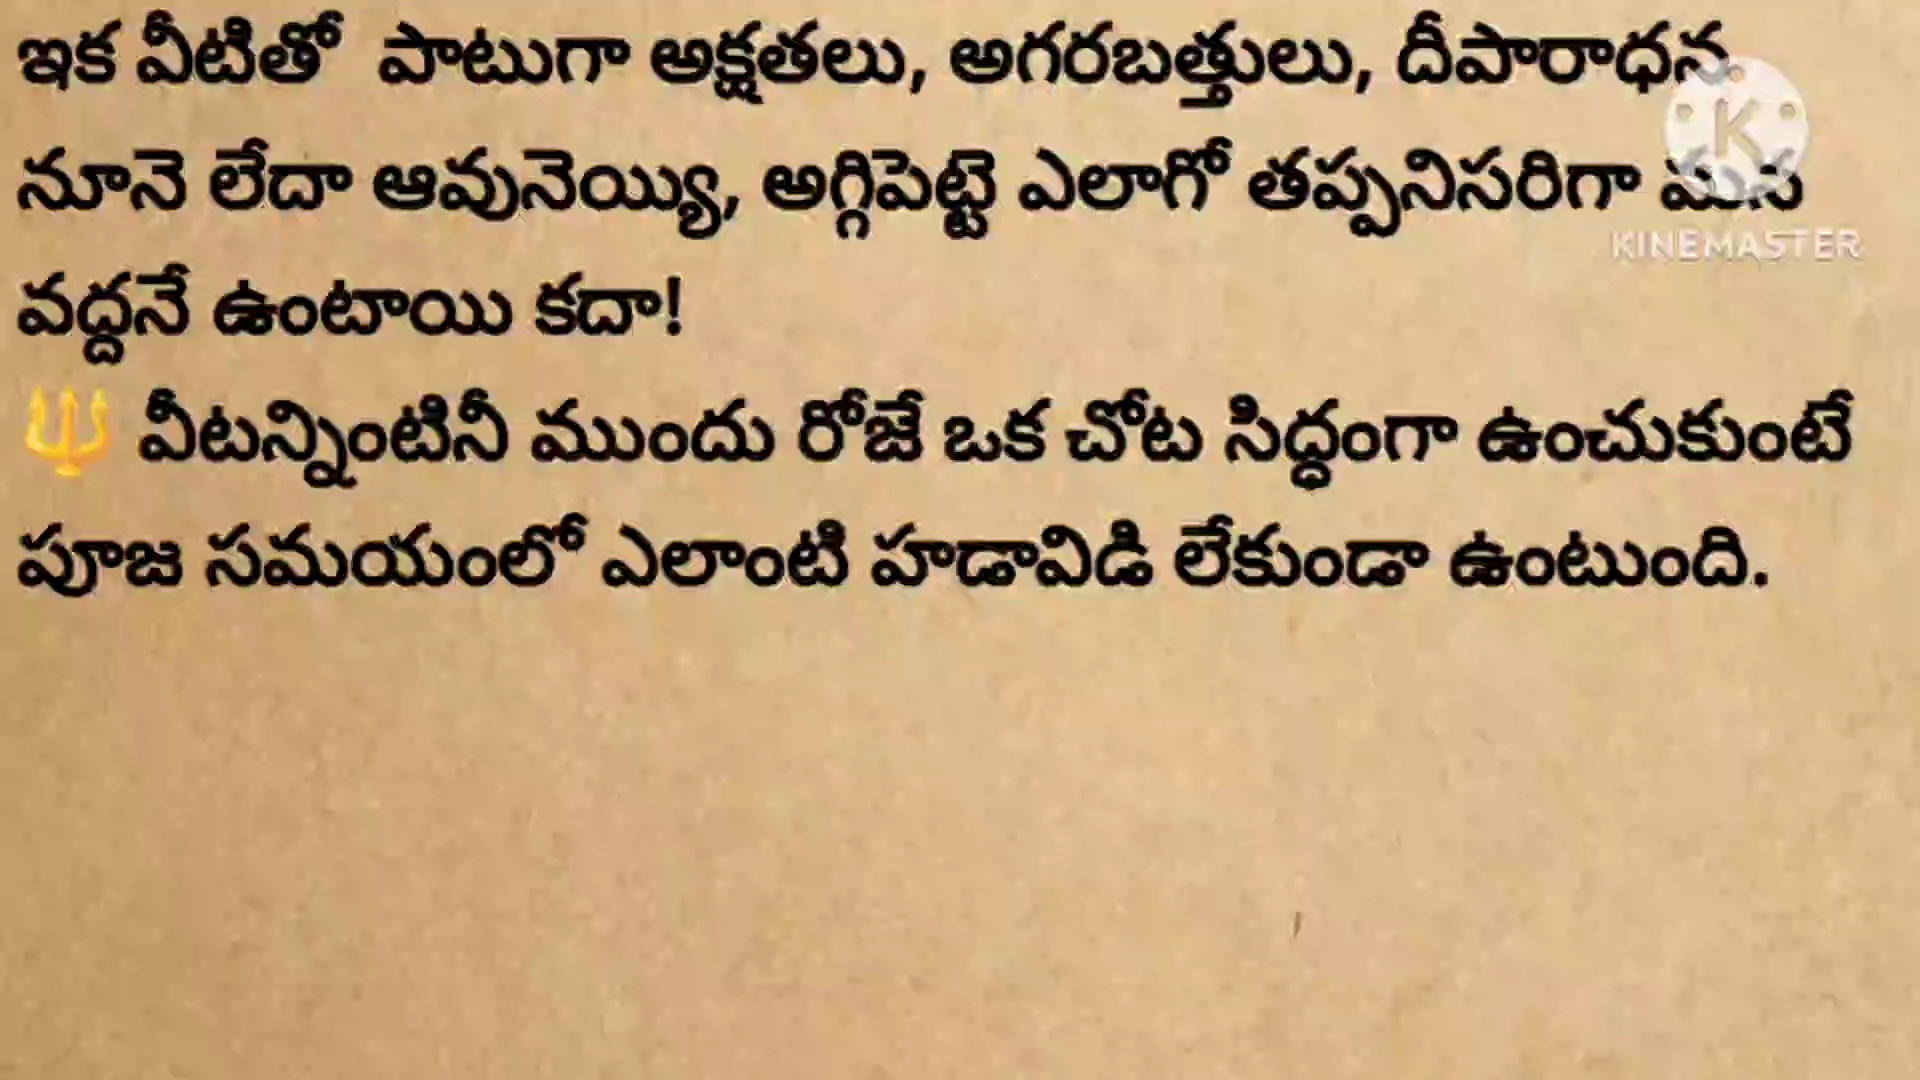 ఇక వీటితో పాటుగా అక్షతలు, అగరబత్తులు, దీపారాధన
నూనె లేదా ఆవునెయ్యి, అగ్గిపెట్టె ఎలాగో తప్పనిసరిగా మన
KINEMASTER
వద్దనే ఉంటాయి కదా!
🔱 వీటన్నింటినీ ముందు రోజే ఒక చోట సిద్ధంగా ఉంచుకుంటే
పూజ సమయంలో ఎలాంటి హడావిడి లేకుండా ఉంటుంది.